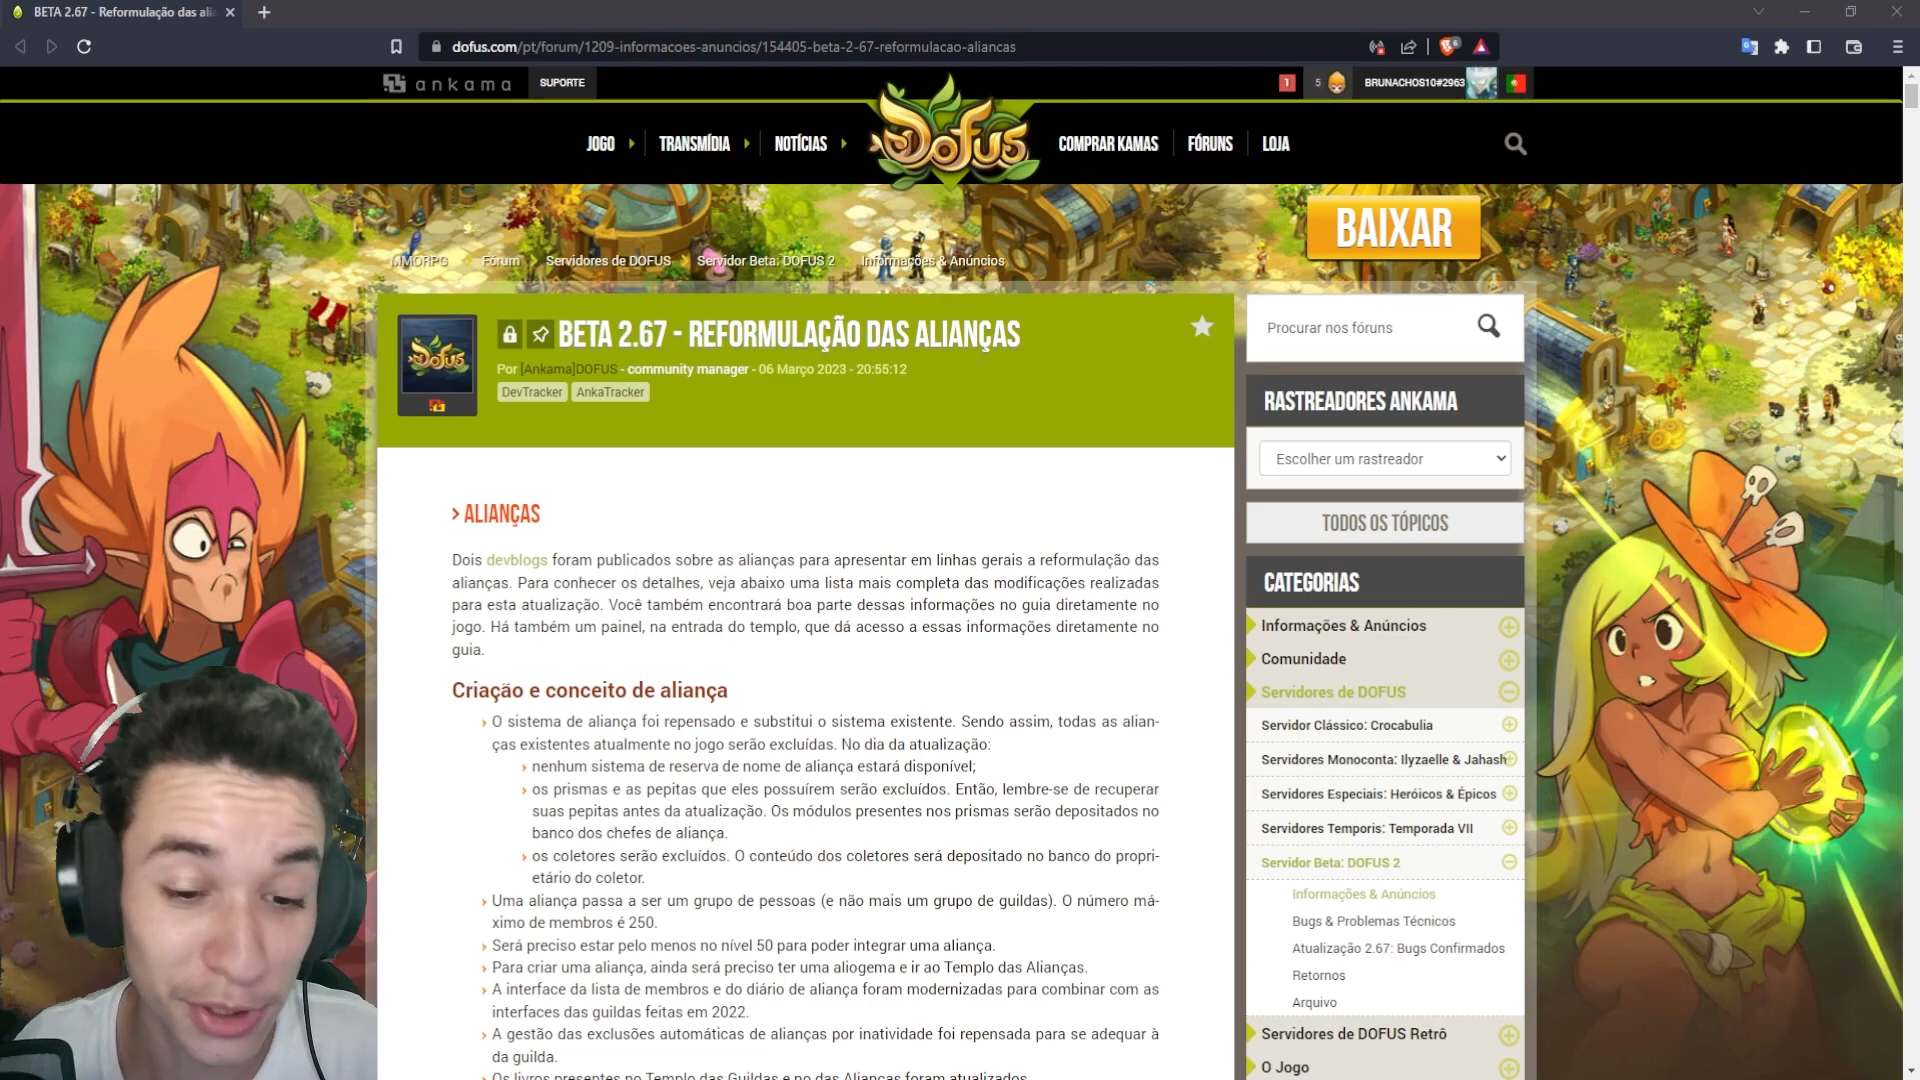 BETA 2.67 - Reformulação das alia
dofus.com/pt/forum/1209-informacoes-anuncios/154405-beta-2-67-reformulacao-aliancas
ankama
SUPORTE
1
5
BRUNACHOS10#2963
JOGO
TRANSMÍDIA
NOTÍCIAS
DOFUS
COMPRAR KAMAS
FÓRUNS
LOJA
BAIXAR
MMORPG
Fórum
Servidores de DOFUS
Servidor Beta: DOFUS 2
Informações & Anúncios
DOFUS
BETA 2.67 - REFORMULAÇÃO DAS ALIANÇAS
Por [Ankama]DOFUS - community manager - 06 Março 2023 - 20:55:12
DevTracker AnkaTracker
ALIANÇAS
Dois devblogs foram publicados sobre as alianças para apresentar em linhas gerais a reformulação das
alianças. Para conhecer os detalhes, veja abaixo uma lista mais completa das modificações realizadas
para esta atualização. Você também encontrará boa parte dessas informações no guia diretamente no
jogo. Há também um painel, na entrada do templo, que dá acesso a essas informações diretamente no
guia.
Criação e conceito de aliança
O sistema de aliança foi repensado e substitui o sistema existente. Sendo assim, todas as alian-
ças existentes atualmente no jogo serão excluídas. No dia da atualização:
nenhum sistema de reserva de nome de aliança estará disponível;
os prismas e as pepitas que eles possuírem serão excluídos. Então, lembre-se de recuperar
suas pepitas antes da atualização. Os módulos presentes nos prismas serão depositados no
banco dos chefes de aliança.
os coletores serão excluídos. O conteúdo dos coletores será depositado no banco do propri-
etário do coletor.
Uma aliança passa a ser um grupo de pessoas (e não mais um grupo de guildas). O número má-
ximo de membros é 250.
Será preciso estar pelo menos no nível 50 para poder integrar uma aliança.
Para criar uma aliança, ainda será preciso ter uma aliogema e ir ao Templo das Alianças.
A interface da lista de membros e do diário de aliança foram modernizadas para combinar com as
interfaces das guildas feitas em 2022.
A gestão das exclusões automáticas de alianças por inatividade foi repensada para se adequar à
da guilda.
Os livros presentes no Templo das Guildas e no das Alianças foram atualizados.
Procurar nos fóruns
RASTREADORES ANKAMA
Escolher um rastreador
TODOS OS TÓPICOS
CATEGORIAS
Informações & Anúncios
Comunidade
Servidores de DOFUS
Servidor Clássico: Crocabulia
Servidores Monoconta: Ilyzaelle & Jahash
Servidores Especiais: Heróicos & Épicos
Servidores Temporis: Temporada VII
Servidor Beta: DOFUS 2
Informações & Anúncios
Bugs & Problemas Técnicos
Atualização 2.67: Bugs Confirmados
Retornos
Arquivo
Servidores de DOFUS Retrô
O Jogo